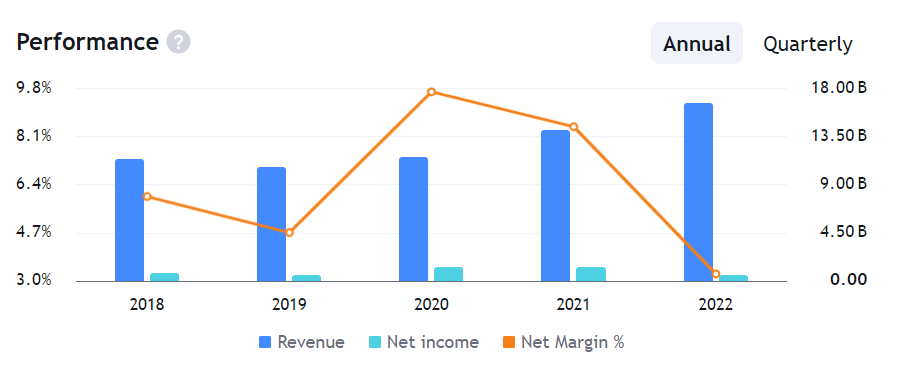 Performance ?
Annual Quarterly
9.8% 18.00 B
8.1% 13.50 B
6.4% 9.00 B
4.7% 4.50 B
3.0% 0.00
2018 2019 2020 2021 2022
Revenue Net income Net Margin %